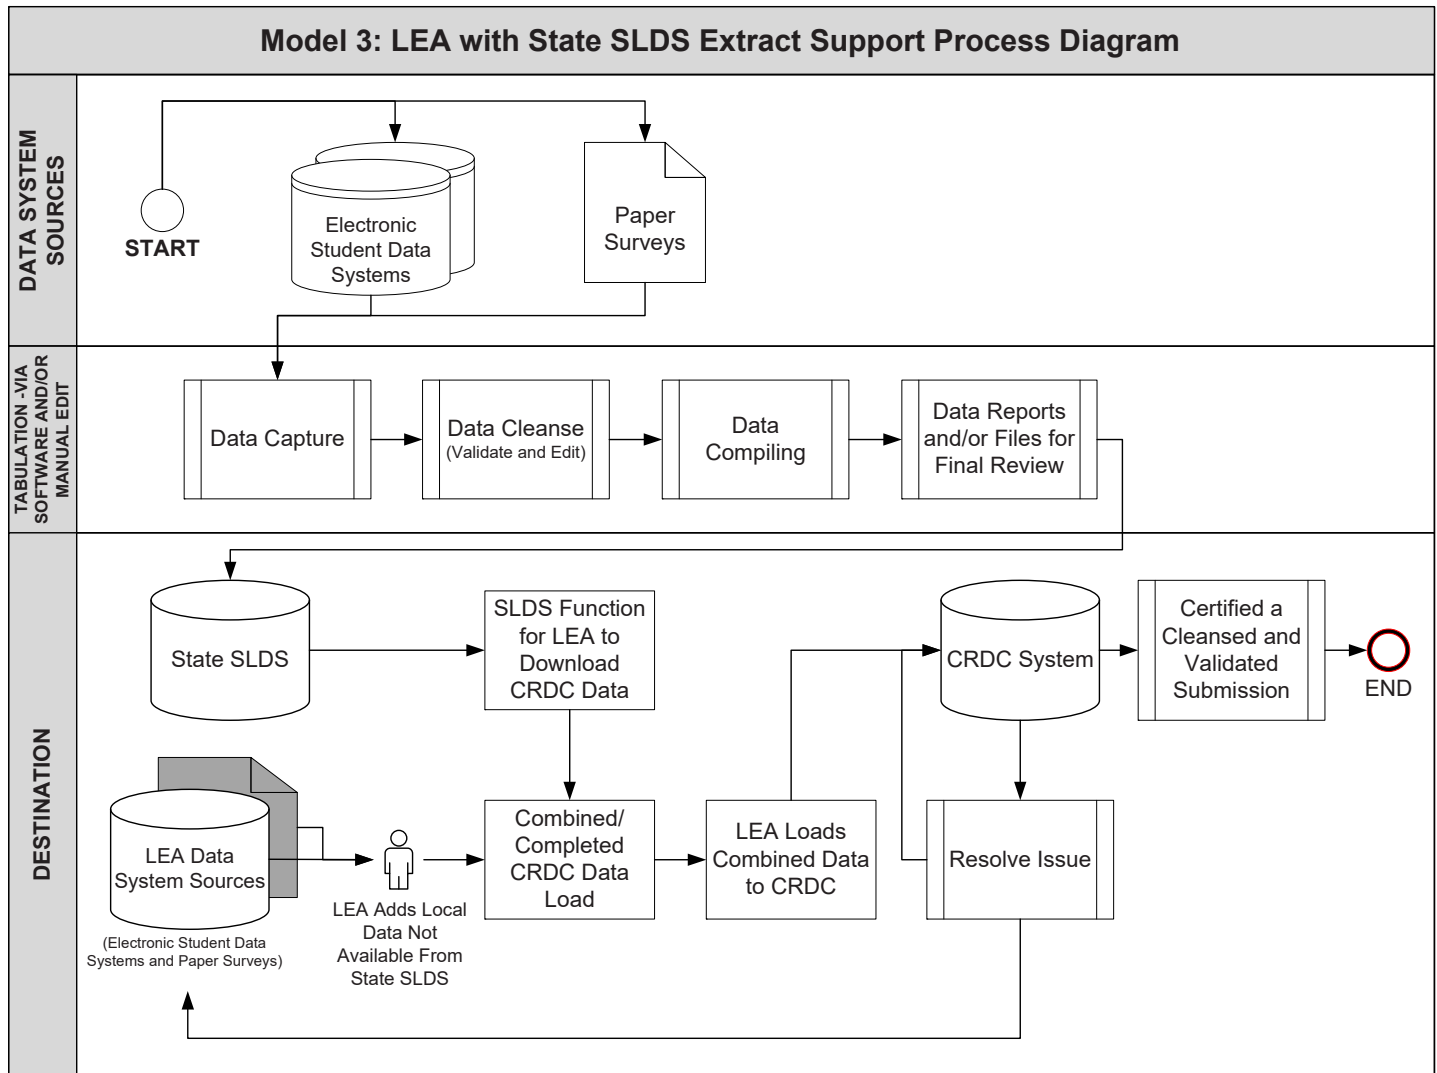 Model 3: LEA with State SLDS Extract Support Process Diagram
DATA SYSTEM
SOURCES
START
Electronic
Student Data
Systems
Paper
Surveys
TABULATION -VIA
SOFTWARE AND/OR
MANUAL EDIT
Data Capture
Data Cleanse
(Validate and Edit)
Data
Compiling
Data Reports
and/or Files for
Final Review
DESTINATION
State SLDS
SLDS Function
for LEA to
Download
CRDC Data
CRDC System
Certified a
Cleansed and
Validated
Submission
END
LEA Data
System Sources
(Electronic Student Data
Systems and Paper Surveys)
LEA Adds Local
Data Not
Available From
State SLDS
Combined/
Completed
CRDC Data
Load
LEA Loads
Combined Data
to CRDC
Resolve Issue